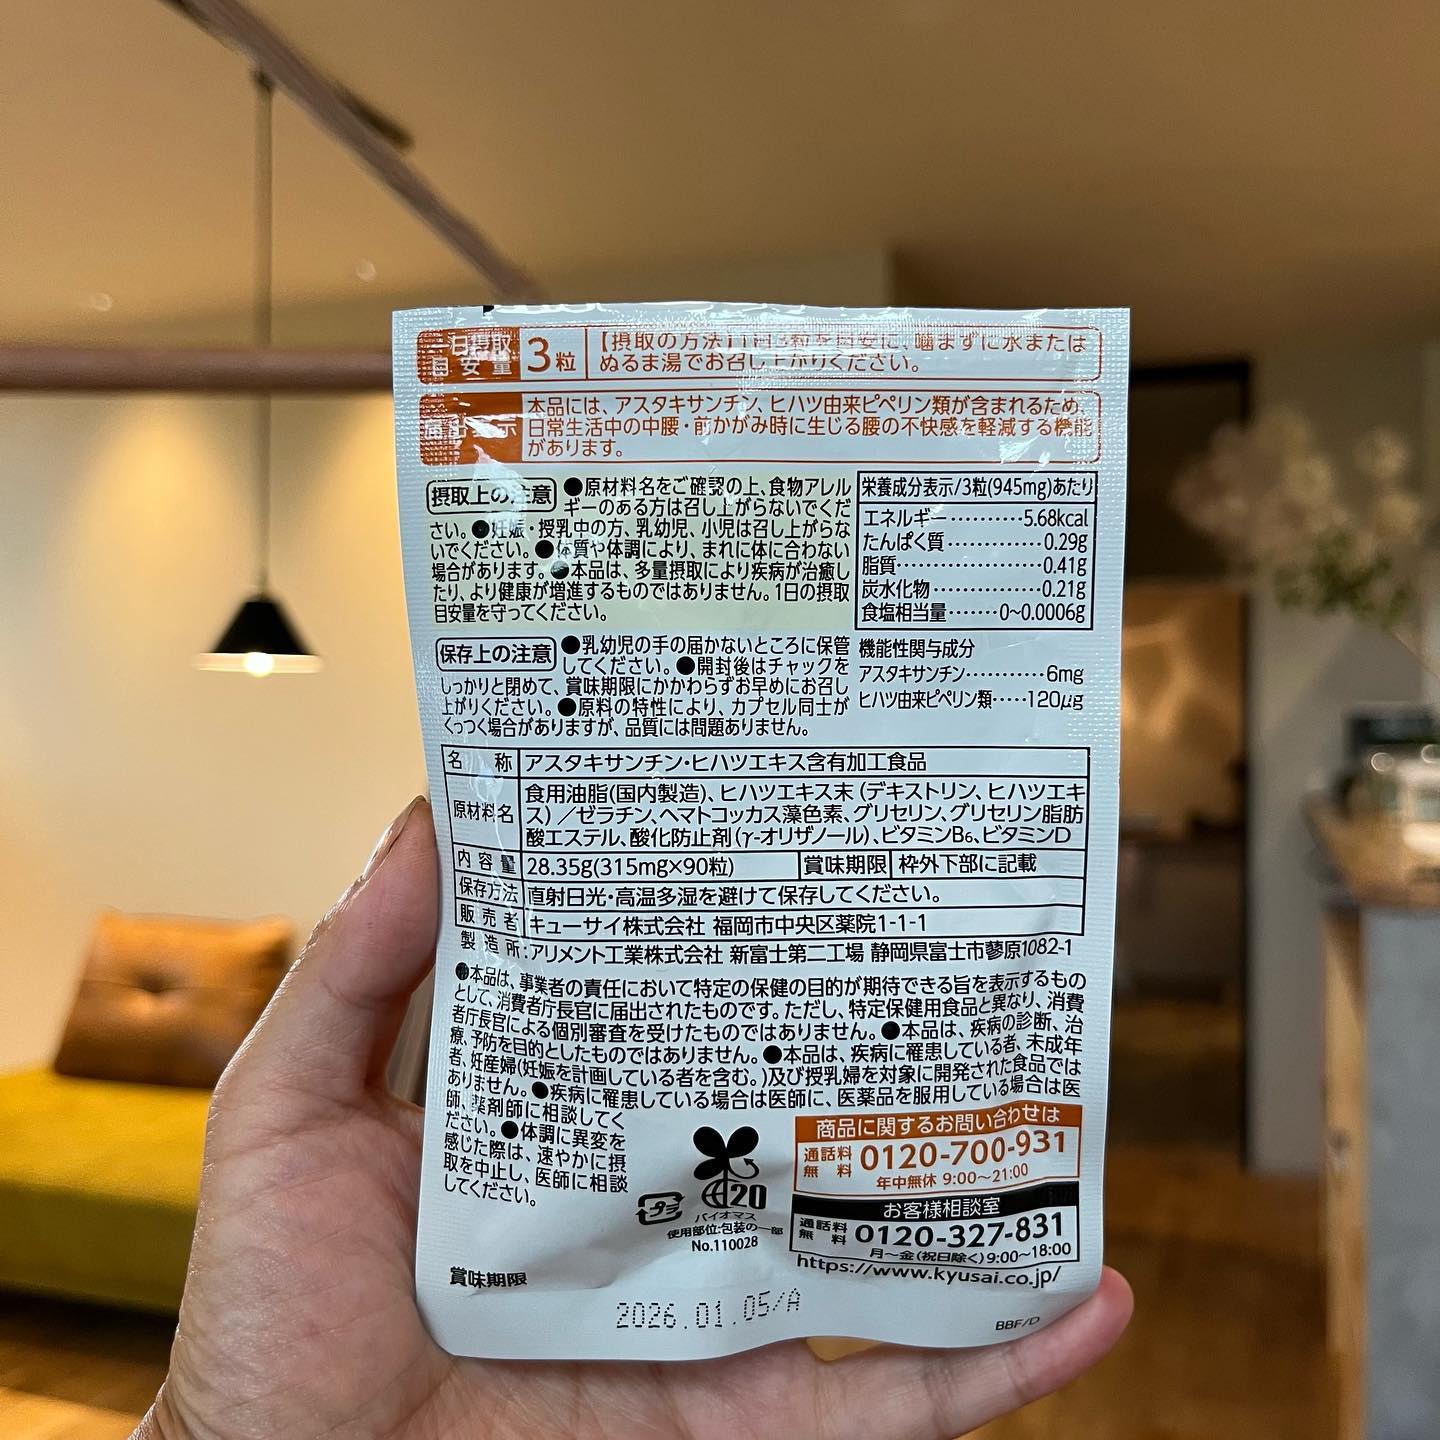 一日摂取
目安量
3粒
【摂取の方法】1日3粒を目安に、噛まずに水または
ぬるま湯でお召し上がりください。
届出表示
本品には、アスタキサンチン、ヒハツ由来ピペリン類が含まれるため、
日常生活中の中腰・前かがみ時に生じる腰の不快感を軽減する機能
があります。
摂取上の注意
●原材料名をご確認の上、食物アレル
ギーのある方は召し上がらないでくだ
さい。●妊娠・授乳中の方、乳幼児、小児は召し上がらな
いでください。●体質や体調により、まれに体に合わない
場合があります。●本品は、多量摂取により疾病が治癒し
たり、より健康が増進するものではありません。1日の摂取
目安量を守ってください。
保存上の注意
●乳幼児の手の届かないところに保管
してください。●開封後はチャックを
しっかりと閉めて、賞味期限にかかわらずお早めにお召し
上がりください。●原料の特性により、カプセル同士が
くっつく場合がありますが、品質には問題ありません。
栄養成分表示/3粒(945mg)あたり
エネルギー··········5.68kcal
たんぱく質··············0.29g
脂質·····················0.41g
炭水化物················0.21g
食塩相当量·······0~0.0006g
機能性関与成分
アスタキサンチン···········6mg
ヒハツ由来ピペリン類·····120μg
名称 アスタキサンチン・ヒハツエキス含有加工食品
原材料名 食用油脂(国内製造)、ヒハツエキス末(デキストリン、ヒハツエキ
ス)/ゼラチン、ヘマトコッカス藻色素、グリセリン、グリセリン脂肪
酸エステル、酸化防止剤(γ-オリザノール)、ビタミンB₆、ビタミンD
内容量 28.35g(315mg×90粒) 賞味期限 枠外下部に記載
保存方法 直射日光・高温多湿を避けて保存してください。
販売者 キューサイ株式会社 福岡市中央区薬院1-1-1
製造所:アリメント工業株式会社 新富士第二工場 静岡県富士市蓼原1082-1
●本品は、事業者の責任において特定の保健の目的が期待できる旨を表示するもの
として、消費者庁長官に届出されたものです。ただし、特定保健用食品と異なり、消費
者庁長官による個別審査を受けたものではありません。●本品は、疾病の診断、治
療、予防を目的としたものではありません。●本品は、疾病に罹患している者、未成年
者、妊産婦(妊娠を計画している者を含む。)及び授乳婦を対象に開発された食品では
ありません。●疾病に罹患している場合は医師に、医薬品を服用している場合は医
師、薬剤師に相談してく
ださい。●体調に異変を
感じた際は、速やかに摂
取を中止し、医師に相談
してください。
プラ
20
バイオマス
使用部位:包装の一部
No.110028
商品に関するお問い合わせは
通話料
無料
0120-700-931
年中無休 9:00~21:00
お客様相談室
通話料
無料
0120-327-831
月~金(祝日除く)9:00~18:00
https://www.kyusai.co.jp/
賞味期限
2026.01.05/A
BBF/D